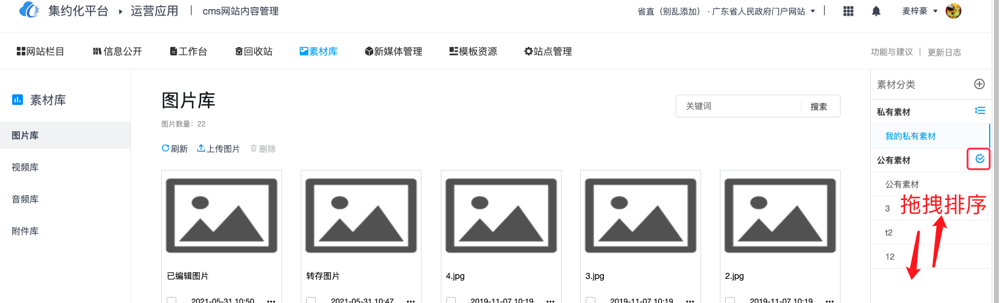 集约化平台 ▸ 运营应用 | cms网站内容管理
省直（别乱添加） · 广东省人民政府门户网站
麦梓豪
网站栏目 信息公开 工作台 回收站 素材库 新媒体管理 模板资源 站点管理
功能与建议 | 更新日志
素材库
图片库
视频库
音频库
附件库
图片库
图片数量：22
关键词 搜索
刷新 上传图片 删除
已编辑图片
2021-05-31 10:50 •••
转存图片
2021-05-31 10:47 •••
4.jpg
2019-11-07 10:19 •••
3.jpg
2019-11-07 10:19 •••
2.jpg
2019-11-07 10:19 •••
素材分类
私有素材
我的私有素材
公有素材
公有素材
3
拖拽排序
t2
12